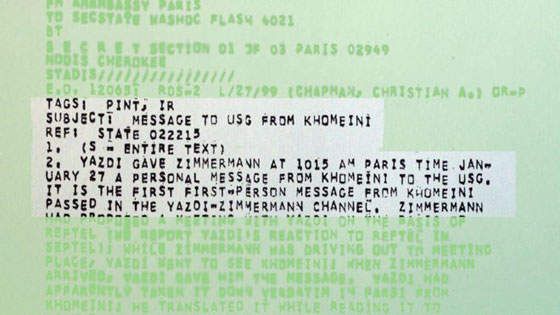 FM AMEMBASSY PARIS
TO SECSTATE WASHDC FLASH 4021
BT
S E C R E T SECTION 01 OF 03 PARIS 02949
NODIS CHEROKEE
STADIS////////////////
E.O. 12065: RDS-2 1/27/99 (CHAPMAN, CHRISTIAN A.) OR-P
TAGS: PINT, IR
SUBJECT: MESSAGE TO USG FROM KHOMEINI
REF: STATE 022215
1. (S - ENTIRE TEXT)
2. YAZDI GAVE ZIMMERMANN AT 1015 AM PARIS TIME JAN-
UARY 27 A PERSONAL MESSAGE FROM KHOMEINI TO THE USG.
IT IS THE FIRST FIRST-PERSON MESSAGE FROM KHOMEINI
PASSED IN THE YAZDI-ZIMMERMANN CHANNEL. ZIMMERMANN
HAD PROPOSED A MEETING WITH YAZDI ON THE BASIS OF
REFTEL (WE REPORT YAZDI'S REACTION TO REFTEL IN
SEPTEL); WHILE ZIMMERMANN WAS DRIVING OUT TO MEETING
PLACE, YAZDI WENT TO SEE KHOMEINI; WHEN ZIMMERMANN
ARRIVED, YAZDI GAVE HIM THE MESSAGE. YAZDI HAD
APPARENTLY TAKEN IT DOWN VERBATIM IN FARSI FROM
KHOMEINI; HE TRANSLATED IT WHILE READING IT TO